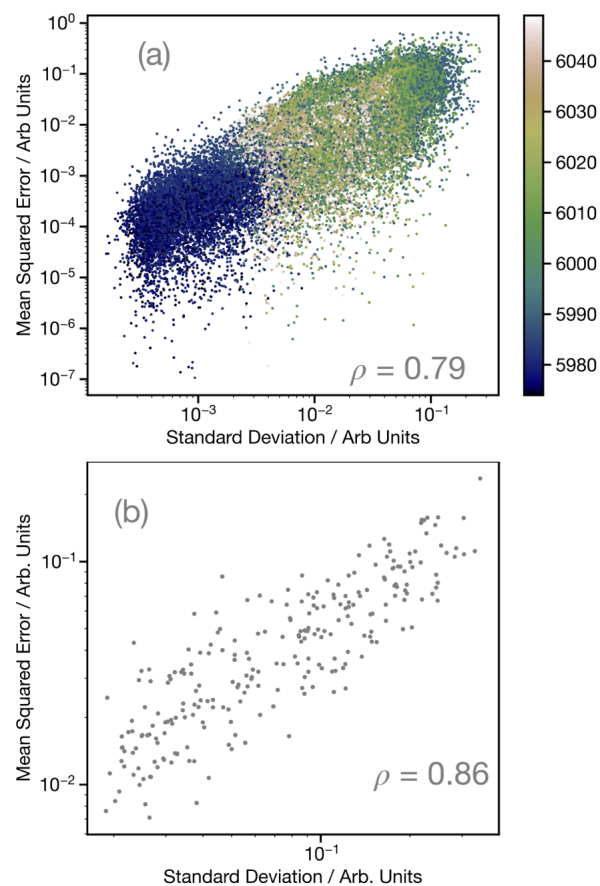 (a)
Mean Squared Error / Arb Units
10⁰
10⁻¹
10⁻²
10⁻³
10⁻⁴
10⁻⁵
10⁻⁶
10⁻⁷
ρ = 0.79
10⁻³ 10⁻² 10⁻¹
Standard Deviation / Arb Units
6040
6030
6020
6010
6000
5990
5980
(b)
Mean Squared Error / Arb. Units
10⁻¹
10⁻²
ρ = 0.86
10⁻¹
Standard Deviation / Arb. Units